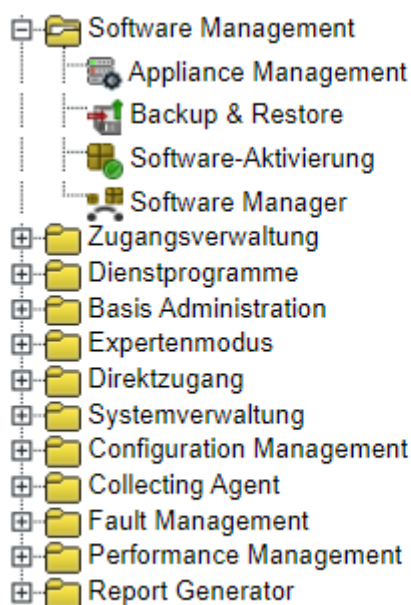 Software Management
Appliance Management
Backup & Restore
Software-Aktivierung
Software Manager
Zugangsverwaltung
Dienstprogramme
Basis Administration
Expertenmodus
Direktzugang
Systemverwaltung
Configuration Management
Collecting Agent
Fault Management
Performance Management
Report Generator